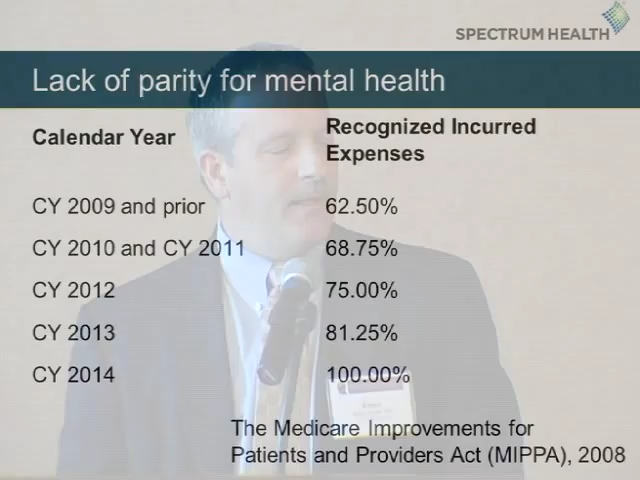 SPECTRUM HEALTH
Lack of parity for mental health
Calendar Year
Recognized Incurred
Expenses
CY 2009 and prior 62.50%
CY 2010 and CY 2011 68.75%
CY 2012 75.00%
CY 2013 81.25%
CY 2014 100.00%
The Medicare Improvements for
Patients and Providers Act (MIPPA), 2008